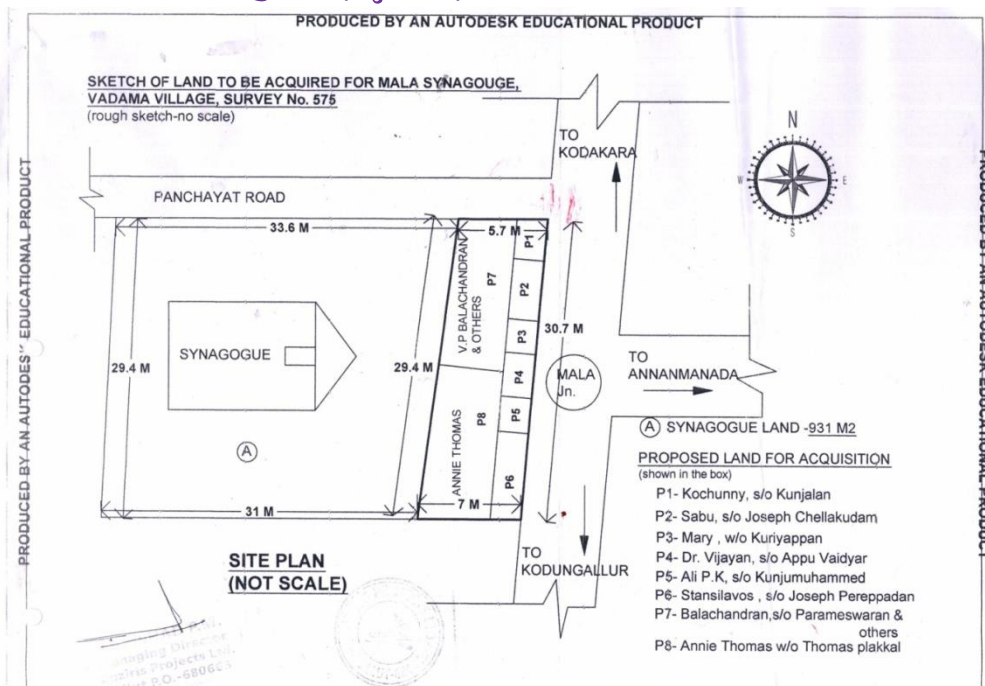 PRODUCED BY AN AUTODESK EDUCATIONAL PRODUCT
SKETCH OF LAND TO BE ACQUIRED FOR MALA SYNAGOUGE,
VADAMA VILLAGE, SURVEY No. 575
(rough sketch-no scale)
TO
KODAKARA
N
W
E
S
PANCHAYAT ROAD
33.6 M
5.7 M
P1
P2
P3
P4
P5
P6
V.P BALACHANDRAN
& OTHERS
P7
ANNIE THOMAS
P8
SYNAGOGUE
29.4 M
29.4 M
30.7 M
MALA
Jn.
TO
ANNANMANADA
A
31 M
7 M
TO
KODUNGALLUR
SITE PLAN
(NOT SCALE)
A SYNAGOGUE LAND -931 M2
PROPOSED LAND FOR ACQUISITION
(shown in the box)
P1- Kochunny, s/o Kunjalan
P2- Sabu, s/o Joseph Chellakudam
P3- Mary , w/o Kuriyappan
P4- Dr. Vijayan, s/o Appu Vaidyar
P5- Ali P.K, s/o Kunjumuhammed
P6- Stansilavos , s/o Joseph Pereppadan
P7- Balachandran,s/o Parameswaran &
others
P8- Annie Thomas w/o Thomas plakkal
PRODUCED BY AN AUTODES" EDUCATIONAL PRODUCT
PRODUCED BY AN AUTODESK EDUCATIONAL PRODUCT
Managing Director
Projects Ltd.
P.O.-68066